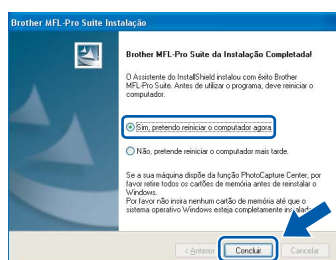 Brother MFL-Pro Suite Instalação
Brother MFL-Pro Suite da Instalação Completada!
O Assistente do InstallShield instalou com êxito Brother
MFL-Pro Suite. Antes de utilizar o programa, deve reiniciar o
computador.
Sim, pretendo reiniciar o computador agora.
Não, pretende reiniciar o computador mais tarde.
Se a sua máquina dispõe da função PhotoCapture Center, por
favor retire todos os cartões de memória antes de reinstalar o
Windows.
Por favor não insira nenhum cartão de memória até que o
sistema operativo Windows esteja completamente
< Anterior
Concluir
Cancelar